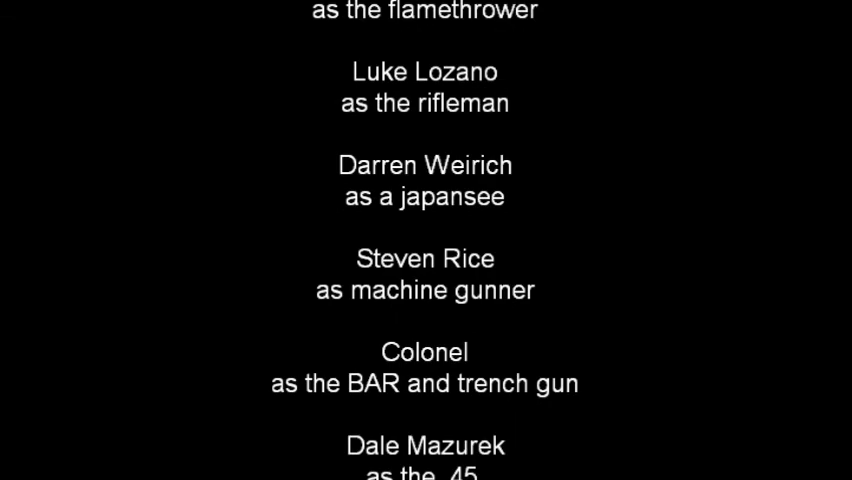 as the flamethrower
Luke Lozano
as the rifleman
Darren Weirich
as a japansee
Steven Rice
as machine gunner
Colonel
as the BAR and trench gun
Dale Mazurek
as the .45